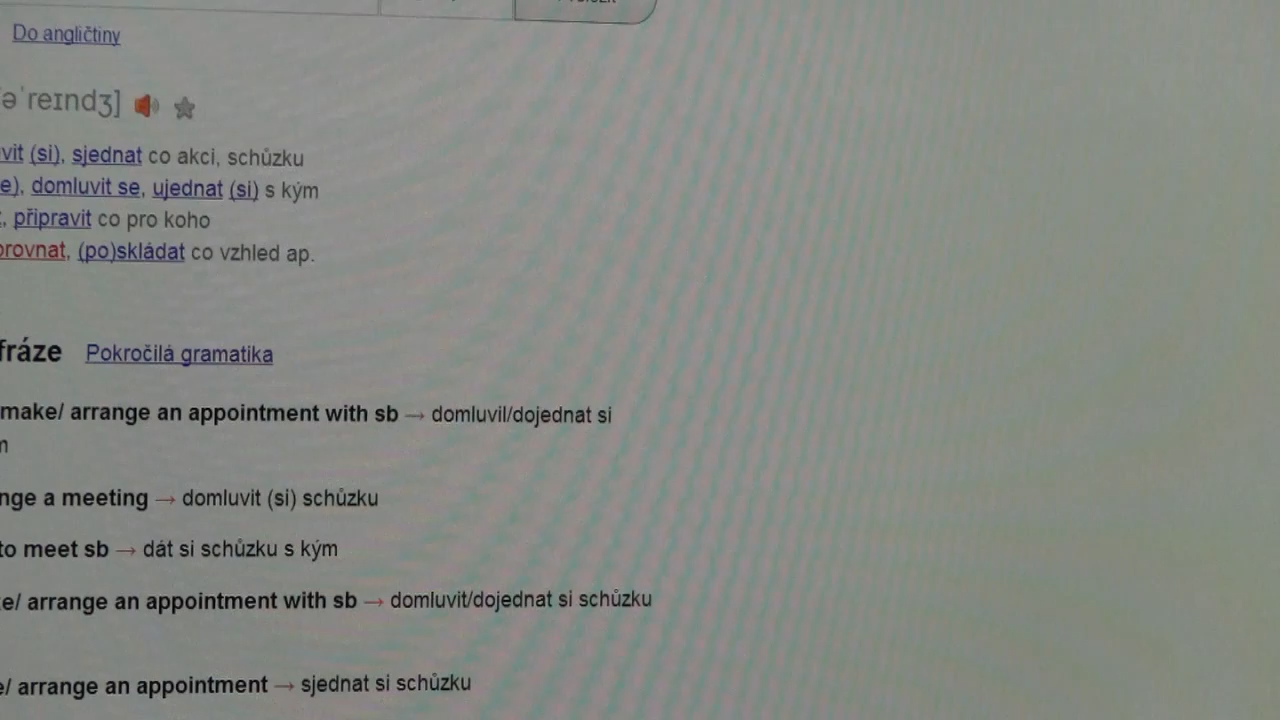 Do angličtiny
ə'reɪndʒ]
vit (si), sjednat co akci, schůzku
e), domluvit se, ujednat (si) s kým
, připravit co pro koho
rovnat, (po)skládat co vzhled ap.
fráze Pokročilá gramatika
make/ arrange an appointment with sb → domluvil/dojednat si
nge a meeting → domluvit (si) schůzku
to meet sb → dát si schůzku s kým
e/ arrange an appointment with sb → domluvit/dojednat si schůzku
e/ arrange an appointment → sjednat si schůzku